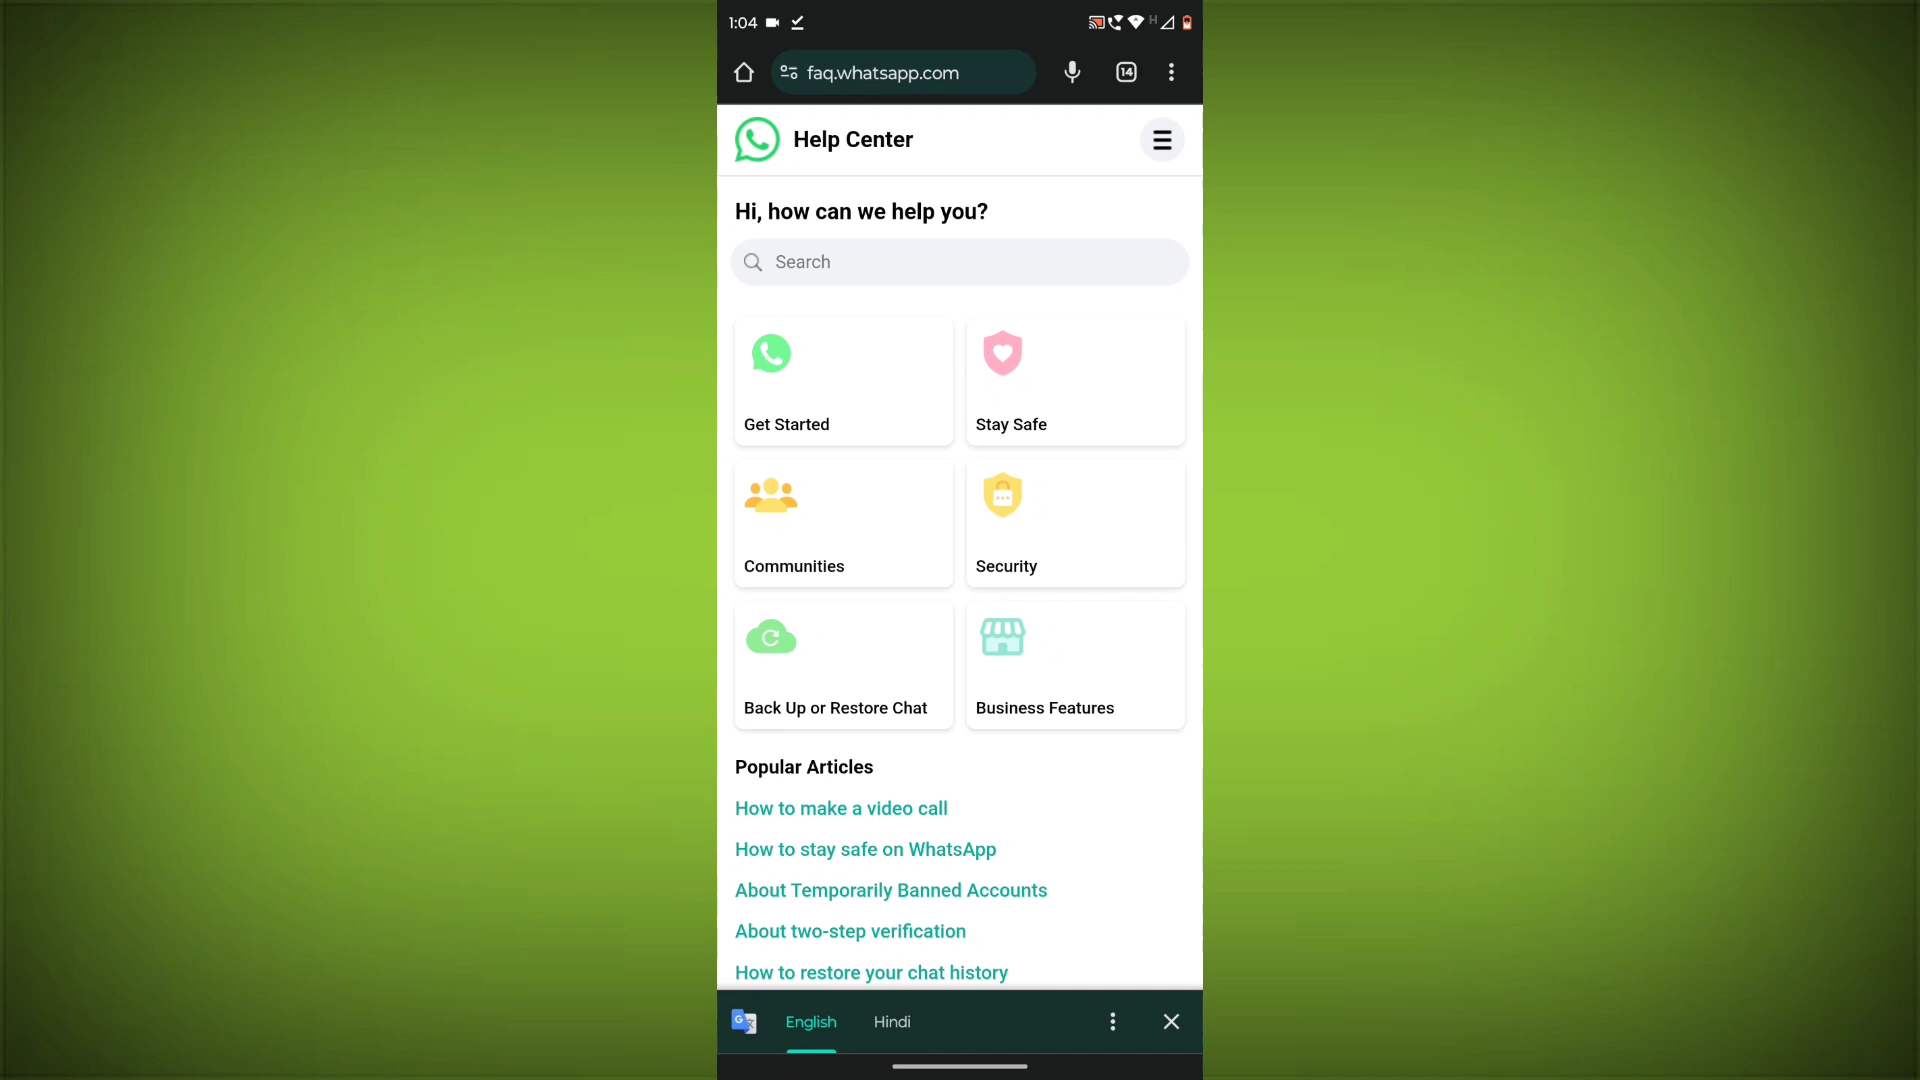 1:04
H
faq.whatsapp.com
14
Help Center
Hi, how can we help you?
Search
Get Started
Stay Safe
Communities
Security
Back Up or Restore Chat
Business Features
Popular Articles
How to make a video call
How to stay safe on WhatsApp
About Temporarily Banned Accounts
About two-step verification
How to restore your chat history
G
English
Hindi